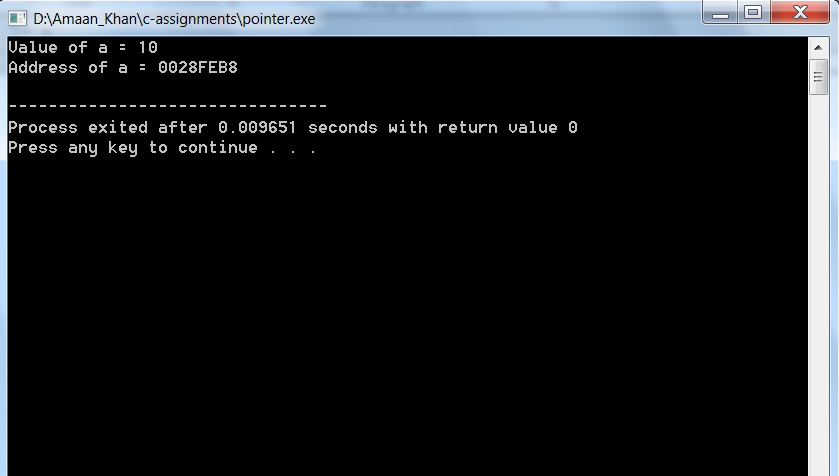 D:\Amaan_Khan\c-assignments\pointer.exe
Value of a = 10
Address of a = 0028FEB8
--------------------------------
Process exited after 0.009651 seconds with return value 0
Press any key to continue . . .